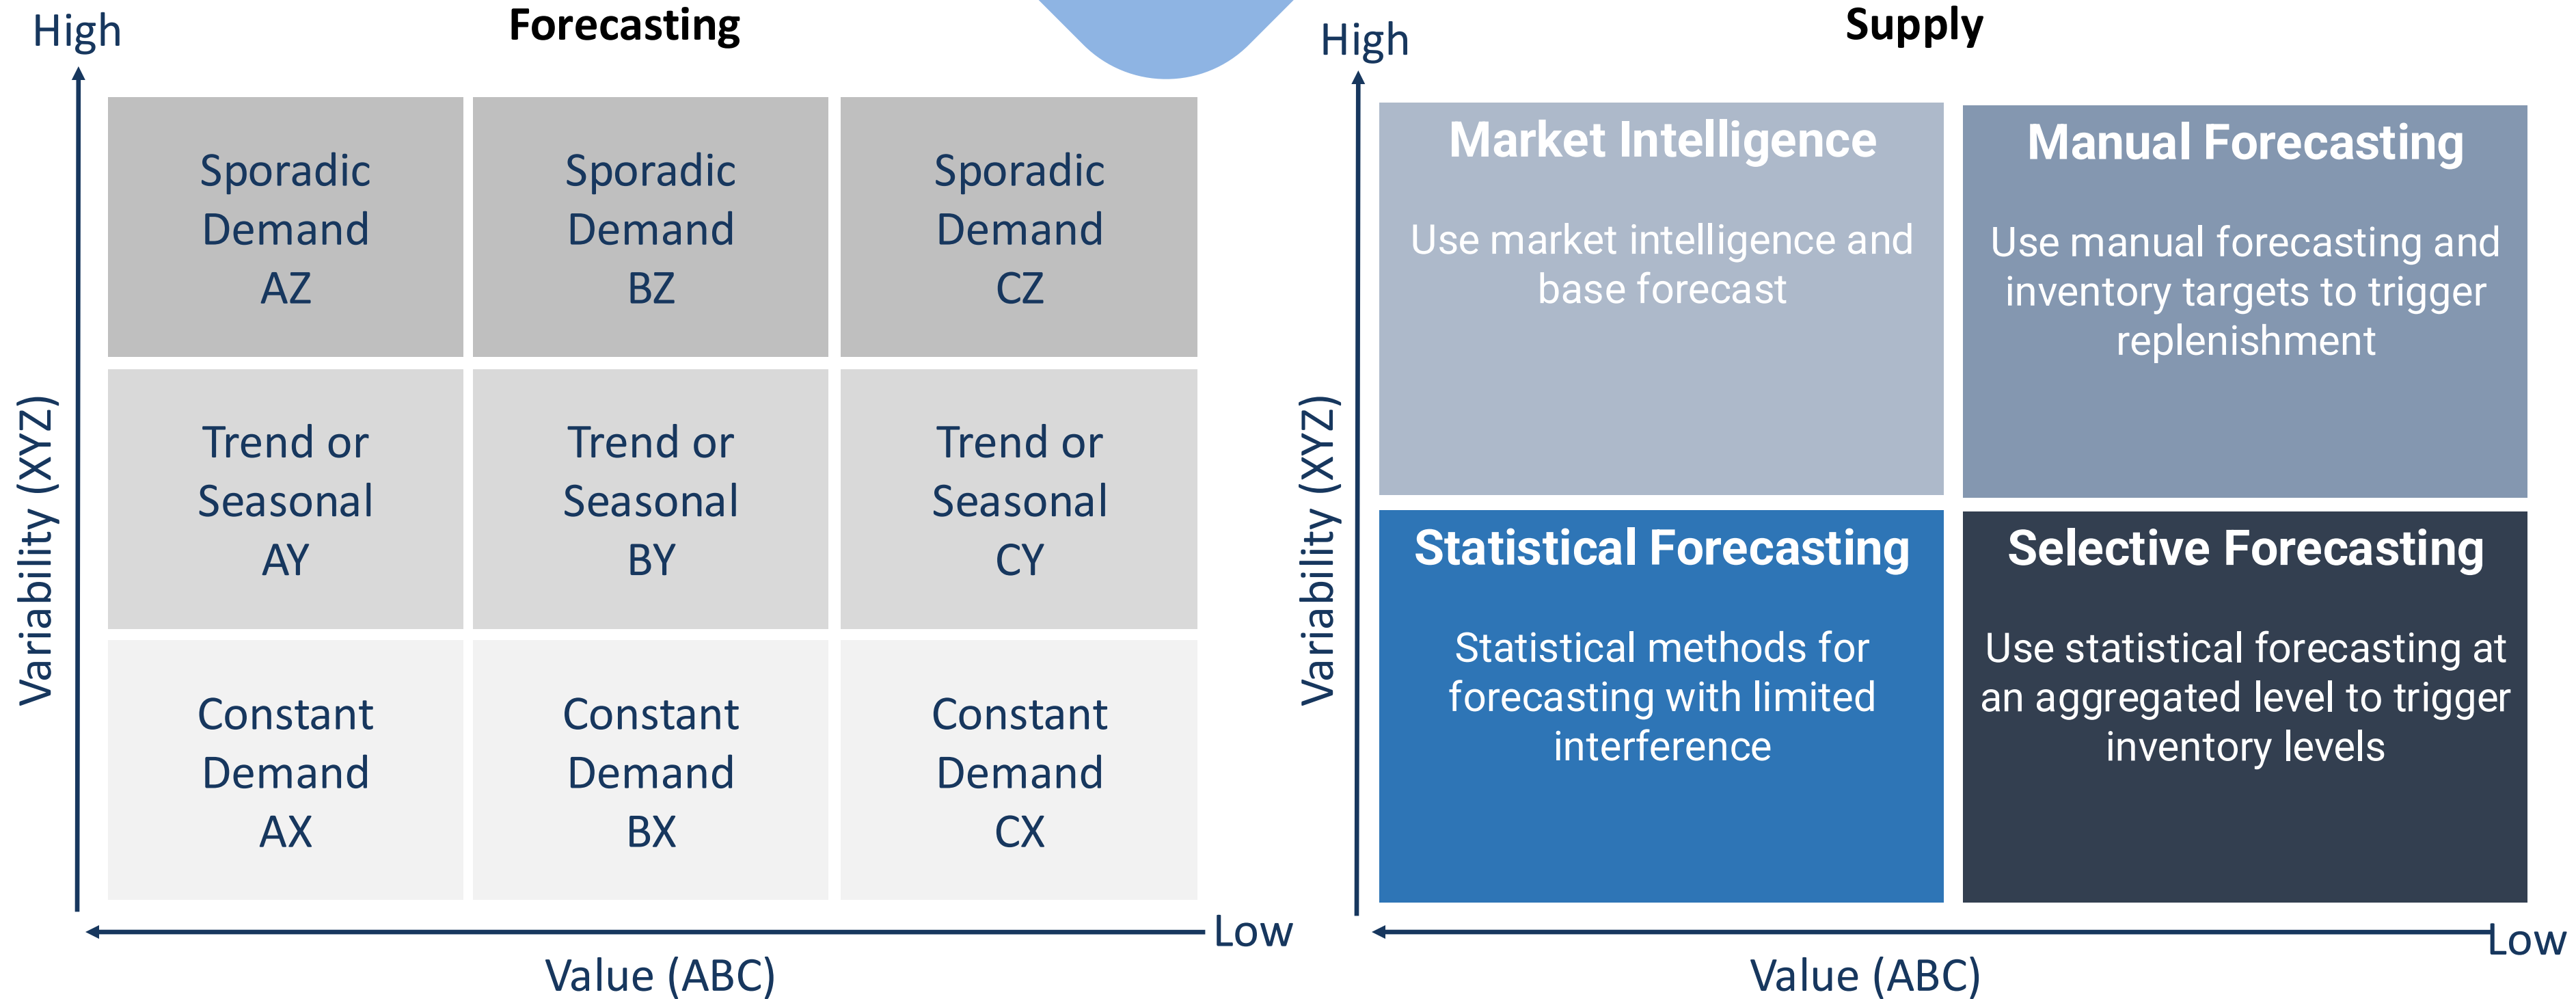 Forecasting
High
Sporadic
Demand
AZ
Sporadic
Demand
BZ
Sporadic
Demand
CZ
Trend or
Seasonal
AY
Trend or
Seasonal
BY
Trend or
Seasonal
CY
Constant
Demand
AX
Constant
Demand
BX
Constant
Demand
CX
Variability (XYZ)
Low
Value (ABC)
Supply
High
Market Intelligence
Use market intelligence and
base forecast
Manual Forecasting
Use manual forecasting and
inventory targets to trigger
replenishment
Statistical Forecasting
Statistical methods for
forecasting with limited
interference
Selective Forecasting
Use statistical forecasting at
an aggregated level to trigger
inventory levels
Variability (XYZ)
Low
Value (ABC)